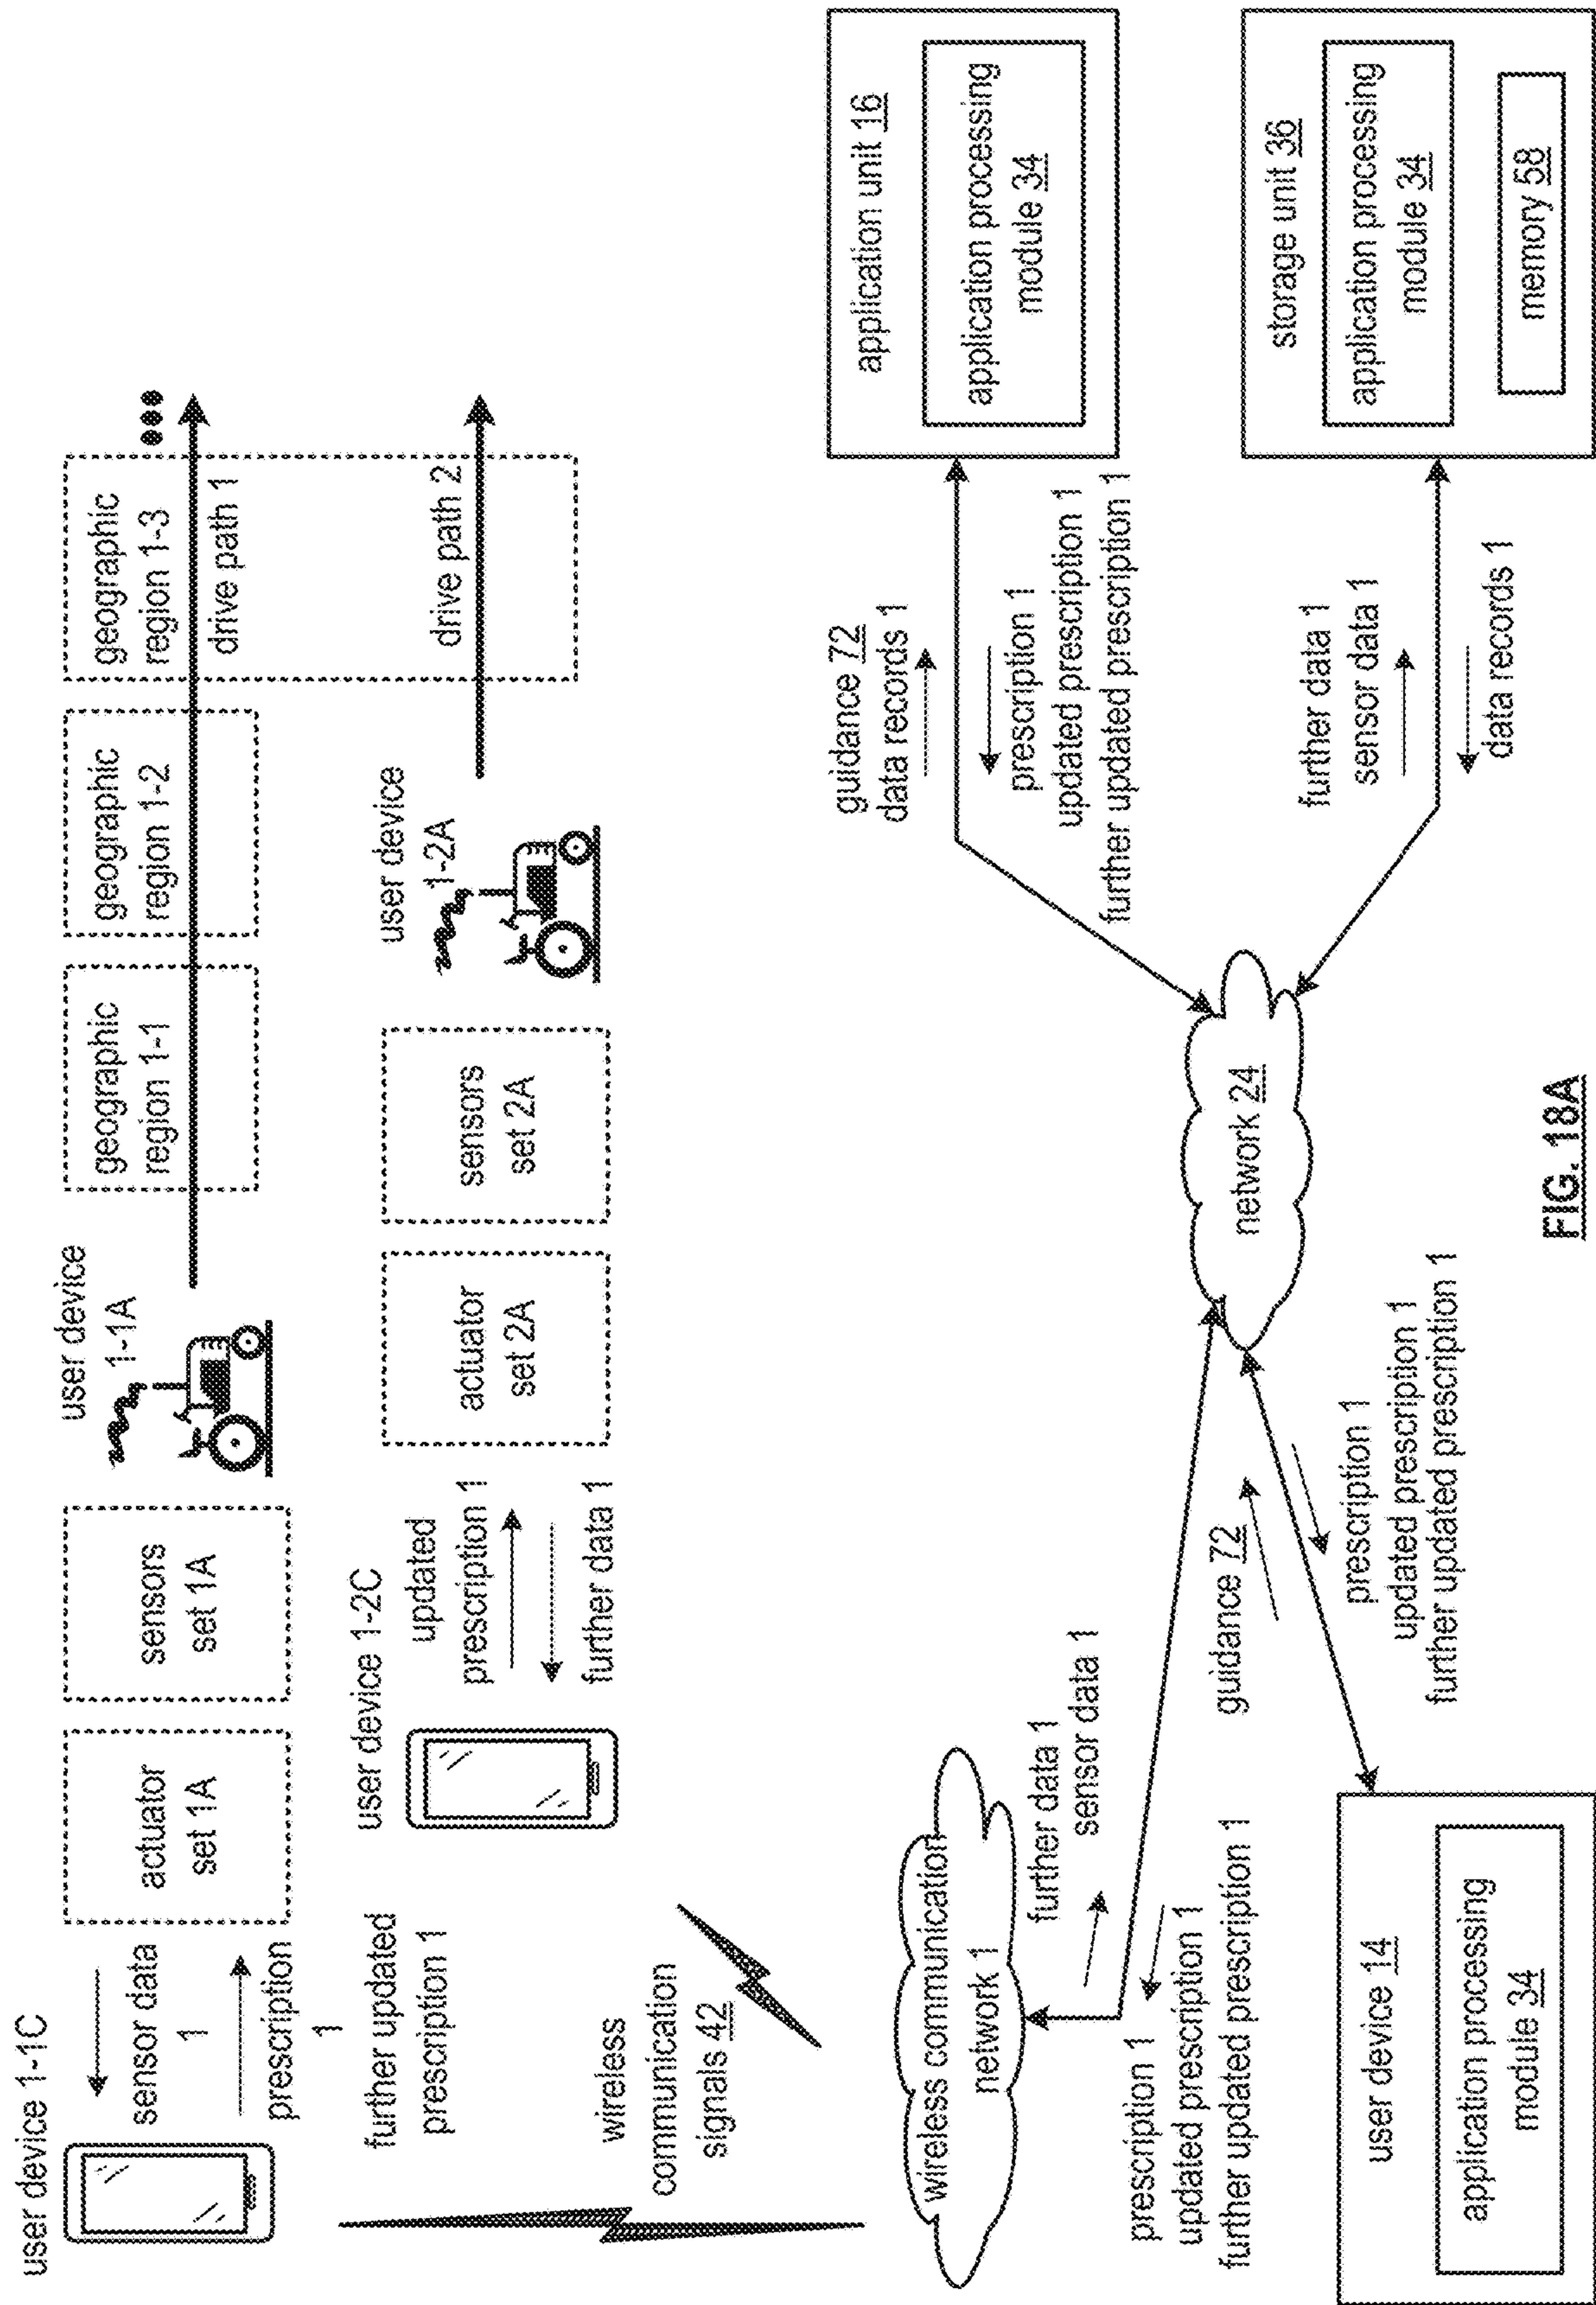 user device 1-1C
sensor data
1
prescription
1
further updated
prescription 1
actuator
set 1A
sensors
set 1A
user device
1-1A
geographic
region 1-1
geographic
region 1-2
geographic
region 1-3
drive path 1
drive path 2
user device 1-2C
updated
prescription 1
further data 1
actuator
set 2A
sensors
set 2A
user device
1-2A
wireless
communication
signals 42
wireless communication
network 1
further data 1
sensor data 1
prescription 1
updated prescription 1
further updated prescription 1
guidance 72
prescription 1
updated prescription 1
further updated prescription 1
user device 14
application processing
module 34
network 24
guidance 72
data records 1
prescription 1
updated prescription 1
further updated prescription 1
application unit 16
application processing
module 34
further data 1
sensor data 1
data records 1
storage unit 36
application processing
module 34
memory 58
FIG. 18A